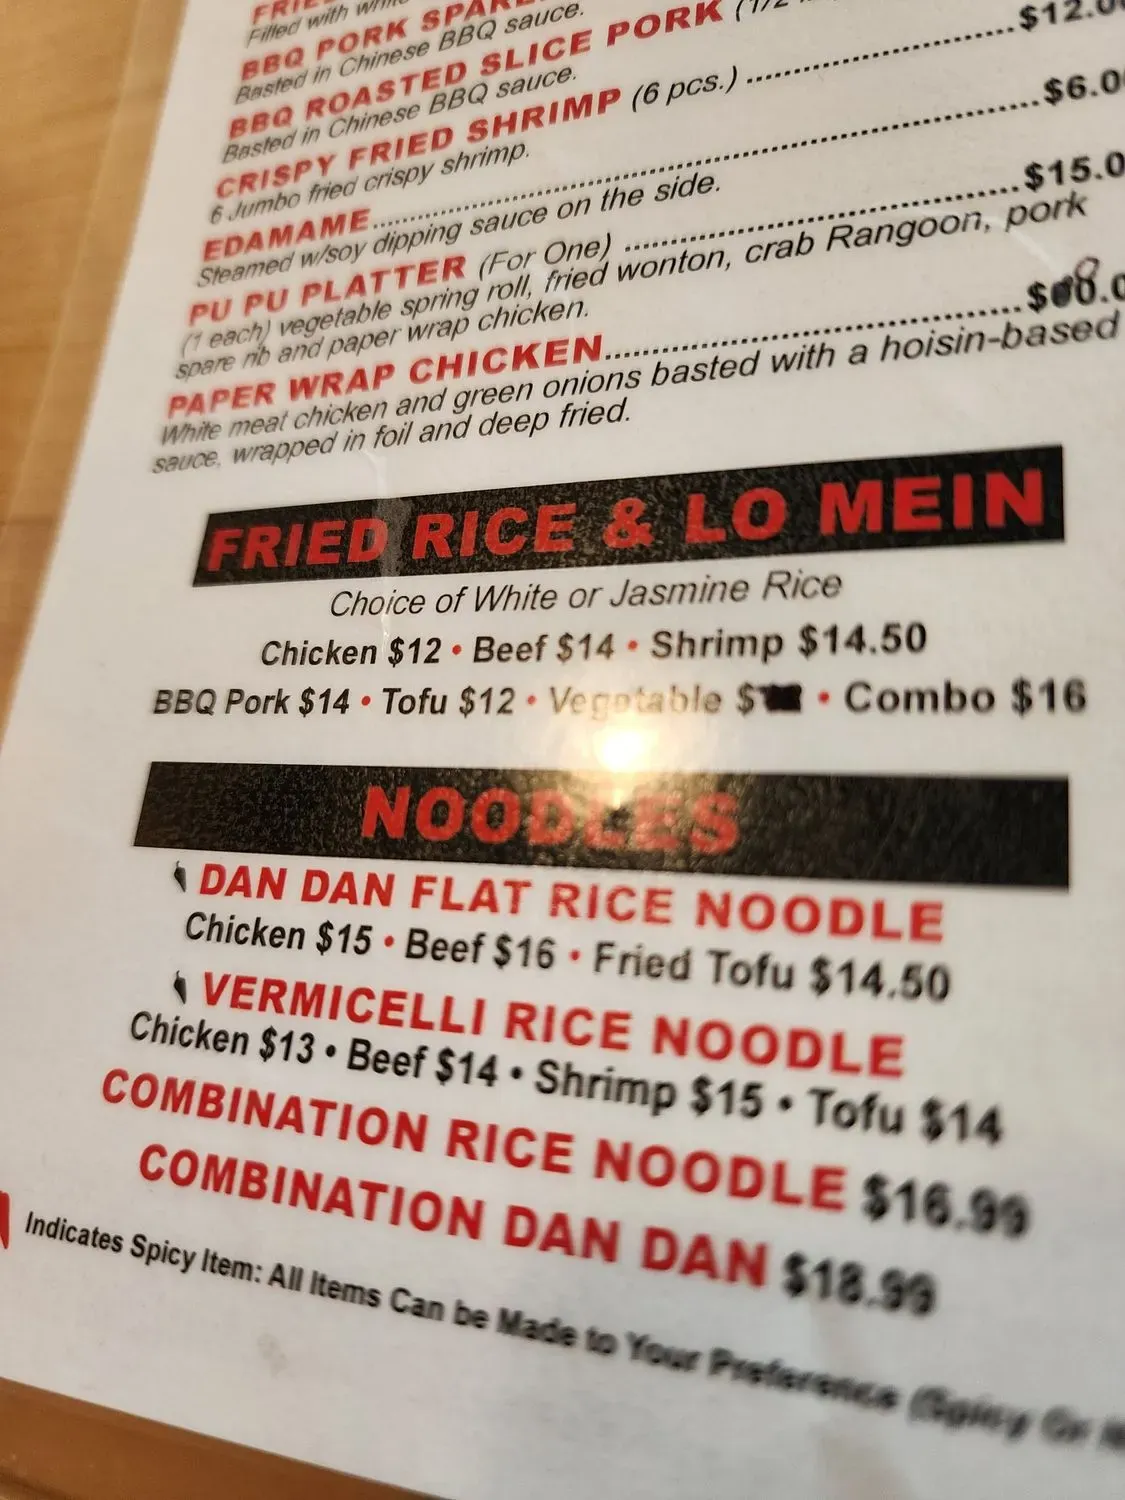 Filled with white
BBQ PORK SPARE
Basted in Chinese BBQ sauce.
BBQ ROASTED SLICE PORK (1/2
Basted in Chinese BBQ sauce.
CRISPY FRIED SHRIMP (6 pcs.) ........ $12.0
6 Jumbo fried crispy shrimp.
EDAMAME ........ $6.0
Steamed w/soy dipping sauce on the side.
PU PU PLATTER (For One) ........ $15.0
(1 each) vegetable spring roll, fried wonton, crab Rangoon, pork
spare rib and paper wrap chicken.
PAPER WRAP CHICKEN ........
White meat chicken and green onions basted with a hoisin-based
sauce, wrapped in foil and deep fried.
FRIED RICE & LO MEIN
Choice of White or Jasmine Rice
Chicken $12 • Beef $14 • Shrimp $14.50
BBQ Pork $14 • Tofu $12 • Vegetable $ • Combo $16
NOODLES
DAN DAN FLAT RICE NOODLE
Chicken $15 • Beef $16 • Fried Tofu $14.50
VERMICELLI RICE NOODLE
Chicken $13 • Beef $14 • Shrimp $15 • Tofu $14
COMBINATION RICE NOODLE $16.99
COMBINATION DAN DAN $18.99
Indicates Spicy Item: All Items Can be Made to Your Preference (Spicy Or